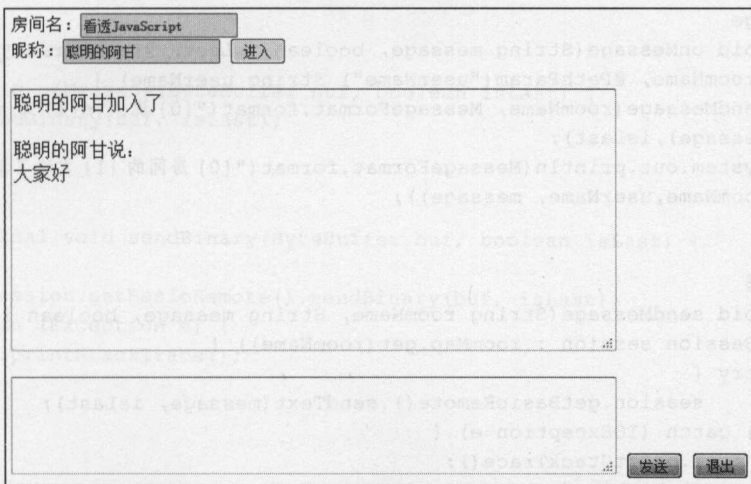 房间名: 看透JavaScript
昵称: 聪明的阿甘 进入
聪明的阿甘加入了
聪明的阿甘说:
大家好
发送 退出